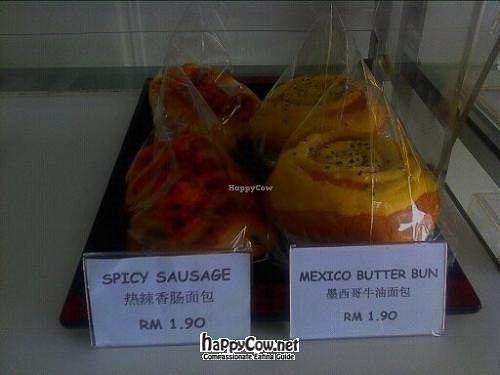 HappyCow
SPICY SAUSAGE
热辣香肠面包
RM 1.90
MEXICO BUTTER BUN
墨西哥牛油面包
RM 1.90
happyCow.net
Compassionate Eating Guide